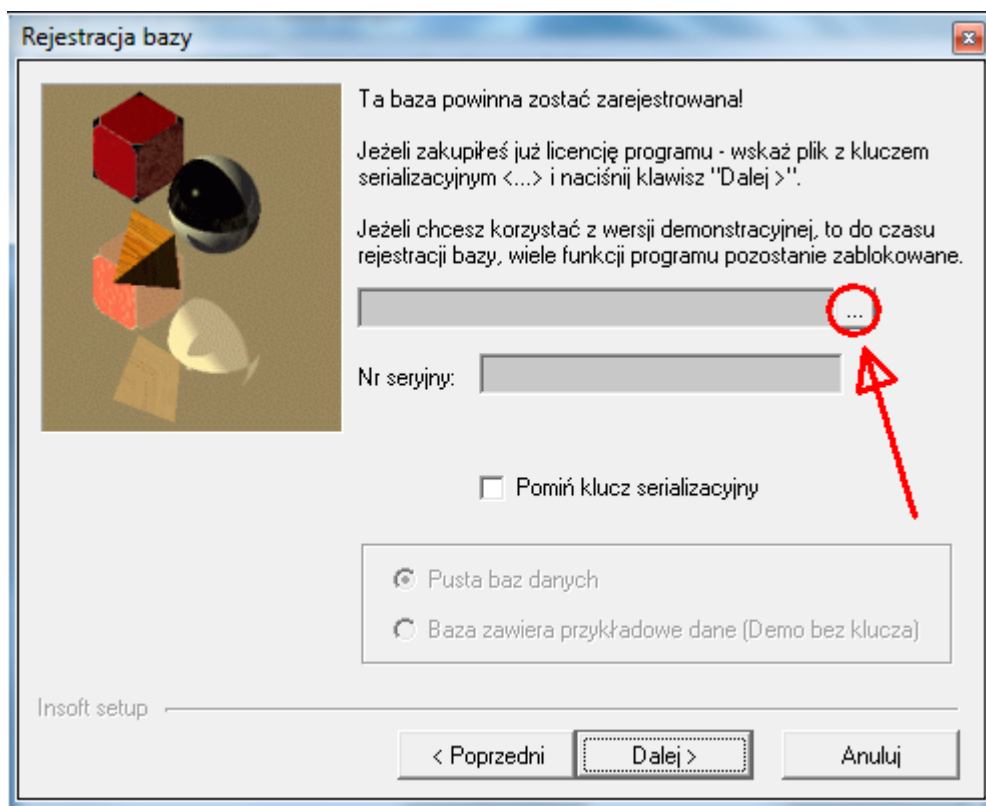 Rejestracja bazy
Ta baza powinna zostać zarejestrowana!
Jeżeli zakupiłeś już licencję programu - wskaż plik z kluczem
serializacyjnym <...> i naciśnij klawisz "Dalej >".
Jeżeli chcesz korzystać z wersji demonstracyjnej, to do czasu
rejestracji bazy, wiele funkcji programu pozostanie zablokowane.
...
Nr seryjny:
Pomiń klucz serializacyjny
Pusta baz danych
Baza zawiera przykładowe dane (Demo bez klucza)
Insoft setup
< Poprzedni
Dalej >
Anuluj